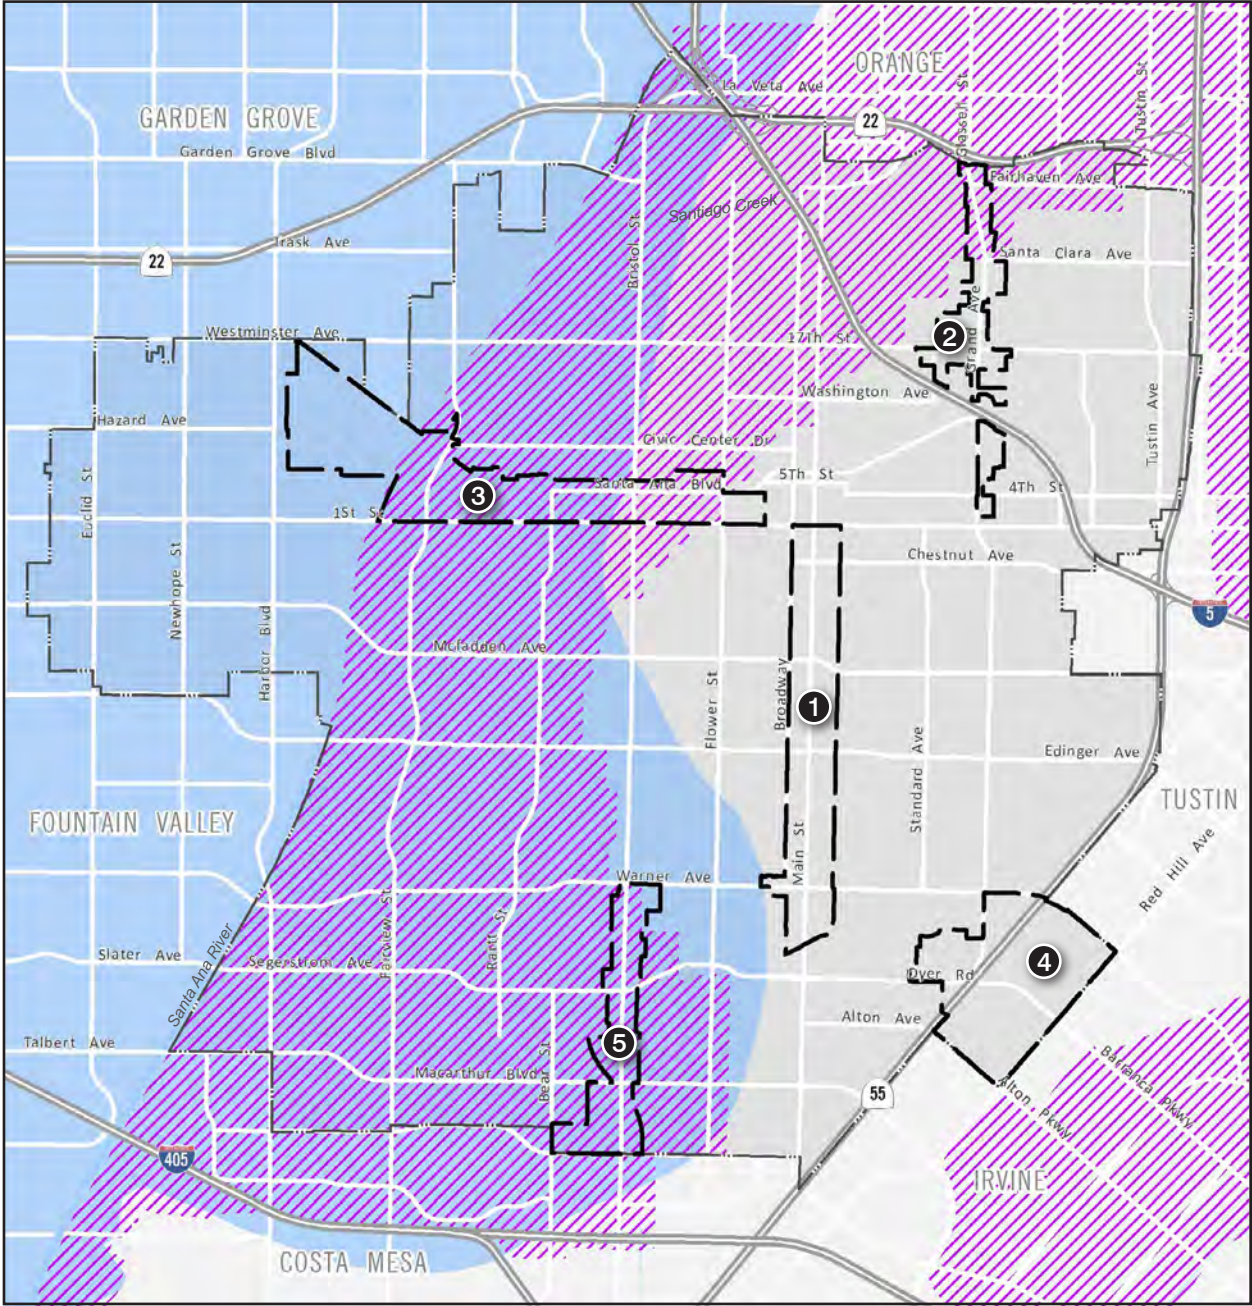 ORANGE
La Veta Ave
Glassell St
Tustin St
22
GARDEN GROVE
Garden Grove Blvd
Fairhaven Ave
Santiago Creek
Bristol St
Trask Ave
22
Santa Clara Ave
Westminster Ave
17Th St
2
Grand Ave
Washington Ave
Tustin Ave
Hazard Ave
Civic Center Dr
5Th St
Euclid St
3
Santa Ana Blvd
4Th St
1St St
Newhope St
Chestnut Ave
5
Harbor Blvd
Mcfadden Ave
Broadway
Flower St
1
Edinger Ave
Standard Ave
TUSTIN
FOUNTAIN VALLEY
Main St
Red Hill Ave
Warner Ave
Fairview St
Raitt St
Santa Ana River
Slater Ave
Segerstrom Ave
4
Dyer Rd
Alton Ave
Talbert Ave
5
Bear St
Macarthur Blvd
55
Barranca Pkwy
Alton Pkwy
405
IRVINE
COSTA MESA